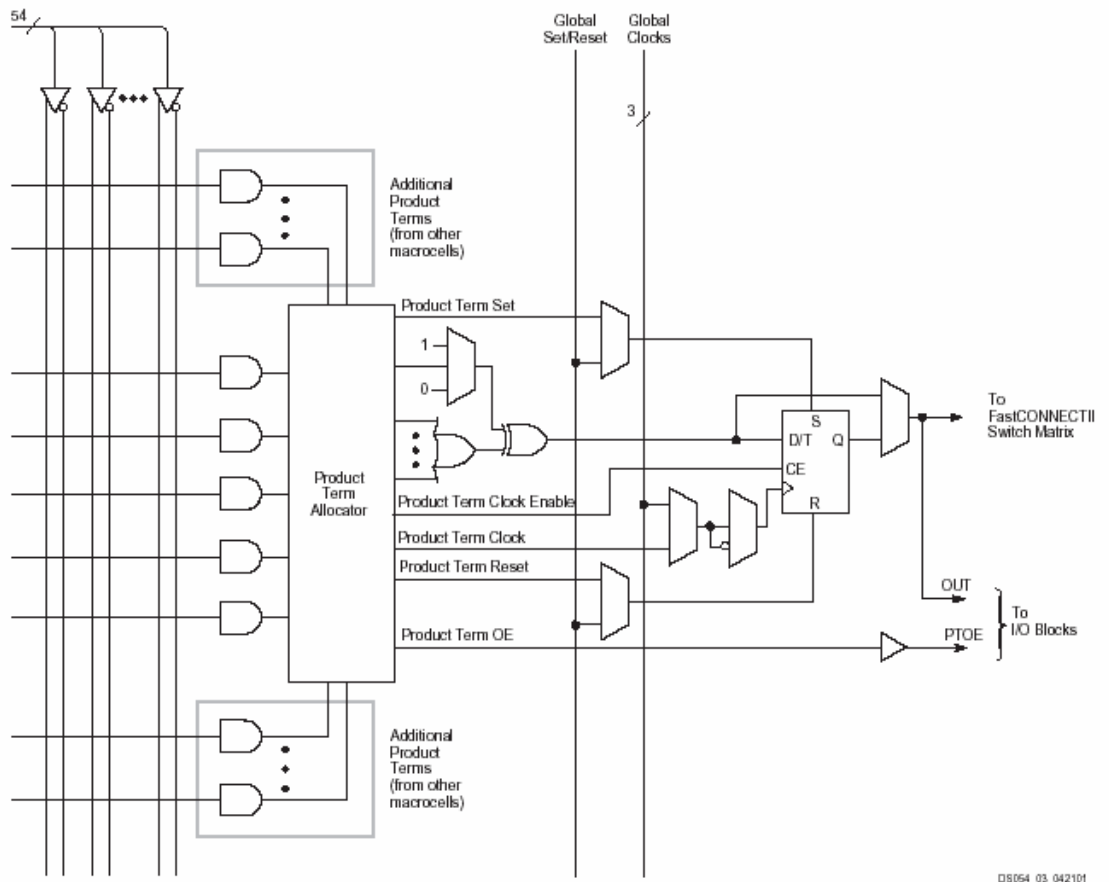 54
Global
Set/Reset
Global
Clocks
3
Additional
Product
Terms
(from other
macrocells)
Product Term Set
1
0
Product
Term
Allocator
S
D/T Q
CE
R
To
FastCONNECTII
Switch Matrix
Product Term Clock Enable
Product Term Clock
Product Term Reset
Product Term OE
OUT
PTOE
To
I/O Blocks
Additional
Product
Terms
(from other
macrocells)
DS054_03_042101